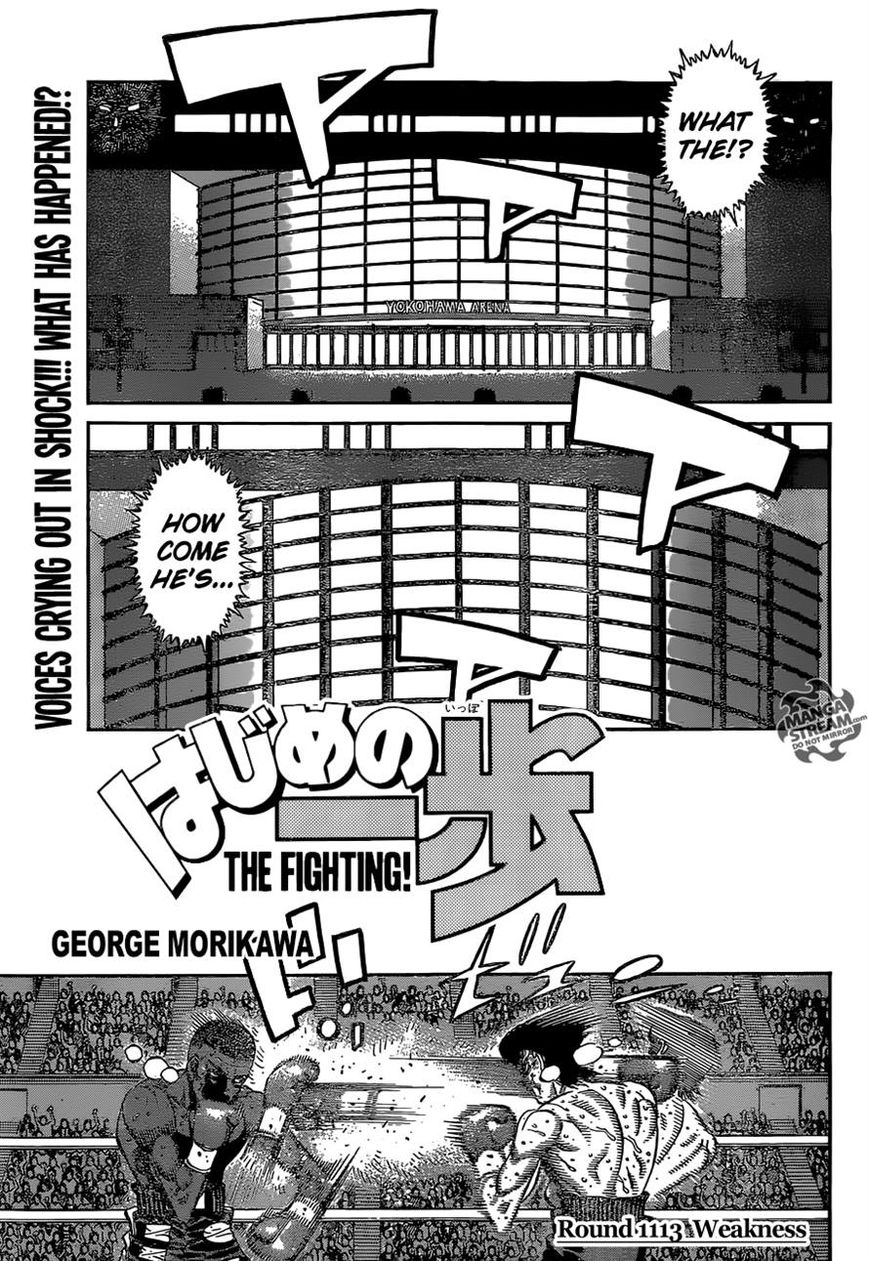 VOICES CRYING OUT IN SHOCK!!! WHAT HAS HAPPENED!?
ア
ア
WHAT
THE!?
YOKOHAMA ARENA
ア
HOW
COME
HE'S...
ア
MANGA
STREAM.com
DO NOT MIRROR
はじめの
いっぽ
一歩
THE FIGHTING!
GEORGE MORIKAWA
ド
ギュ
Round 1113 Weakness